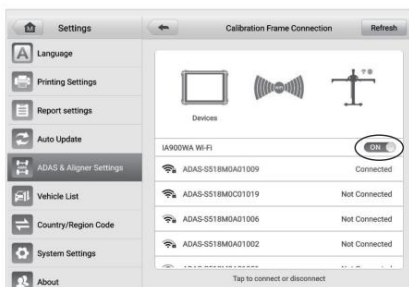 Settings
Calibration Frame Connection
Refresh
Language
Printing Settings
Report settings
Auto Update
ADAS & Aligner Settings
Vehicle List
Country/Region Code
System Settings
About
Devices
IA900WA Wi-Fi
ON
ADAS-S518M0A01009 Connected
ADAS-S518M0C01019 Not Connected
ADAS-S518M0A01006 Not Connected
ADAS-S518M0A01002 Not Connected
Tap to connect or disconnect